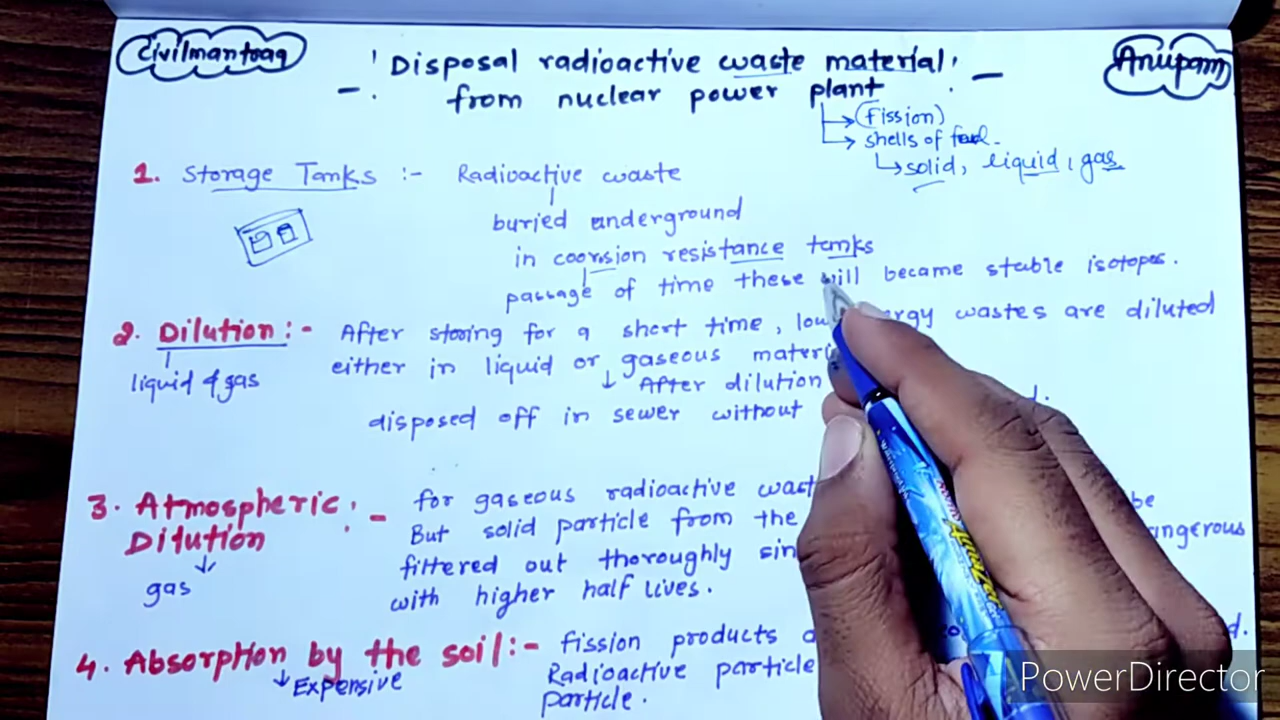 Civilmantraa
Anupam
' Disposal radioactive waste material '
from nuclear power plant
(fission)
shells of fuel.
solid, liquid, gas
1. Storage Tanks :- Radioactive waste
buried underground
in coorsion resistance tanks
passage of time these will became stable isotopes.
2. Dilution :- After storing for a short time, low wastes are diluted
either in liquid or gaseous
liquid & gas
After dilution
disposed off in sewer without
3. Atmospheric :- for gaseous radioactive be
Dilution
But solid particle from the dangerous
filtered out thoroughly
gas
with higher half lives.
4. Absorption by the soil :- fission products
Expensive
Radioactive particle
particle.
PowerDirector